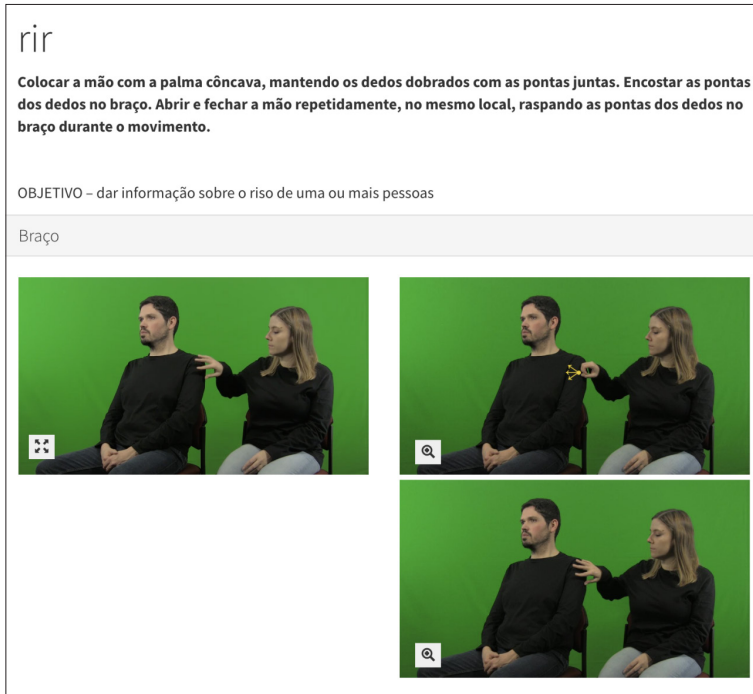 rir
Colocar a mão com a palma côncava, mantendo os dedos dobrados com as pontas juntas. Encostar as pontas
dos dedos no braço. Abrir e fechar a mão repetidamente, no mesmo local, raspando as pontas dos dedos no
braço durante o movimento.
OBJETIVO – dar informação sobre o riso de uma ou mais pessoas
Braço